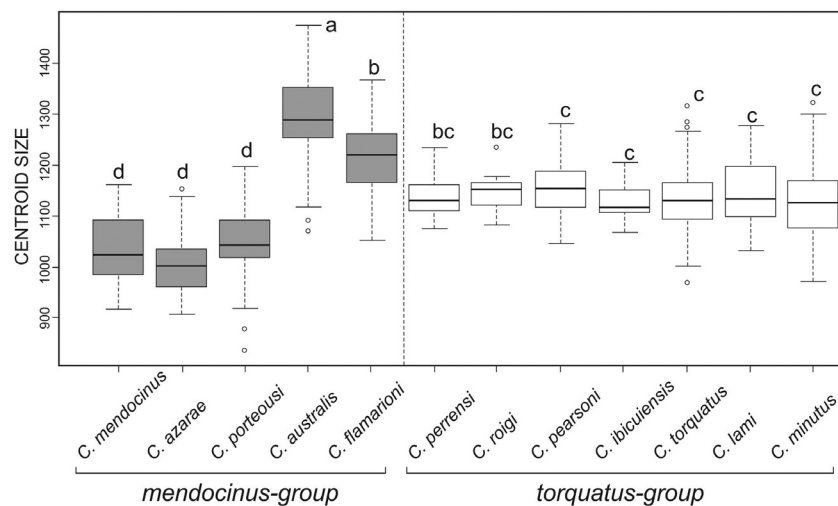 CENTROID SIZE
1400
1300
1200
1100
1000
900
d
d
d
a
b
bc
bc
c
c
c
c
c
C. mendocinus
C. azarae
C. porteousi
C. australis
C. flamarioni
C. perrensi
C. roigi
C. pearsoni
C. ibicuiensis
C. torquatus
C. lami
C. minutus
mendocinus-group
torquatus-group